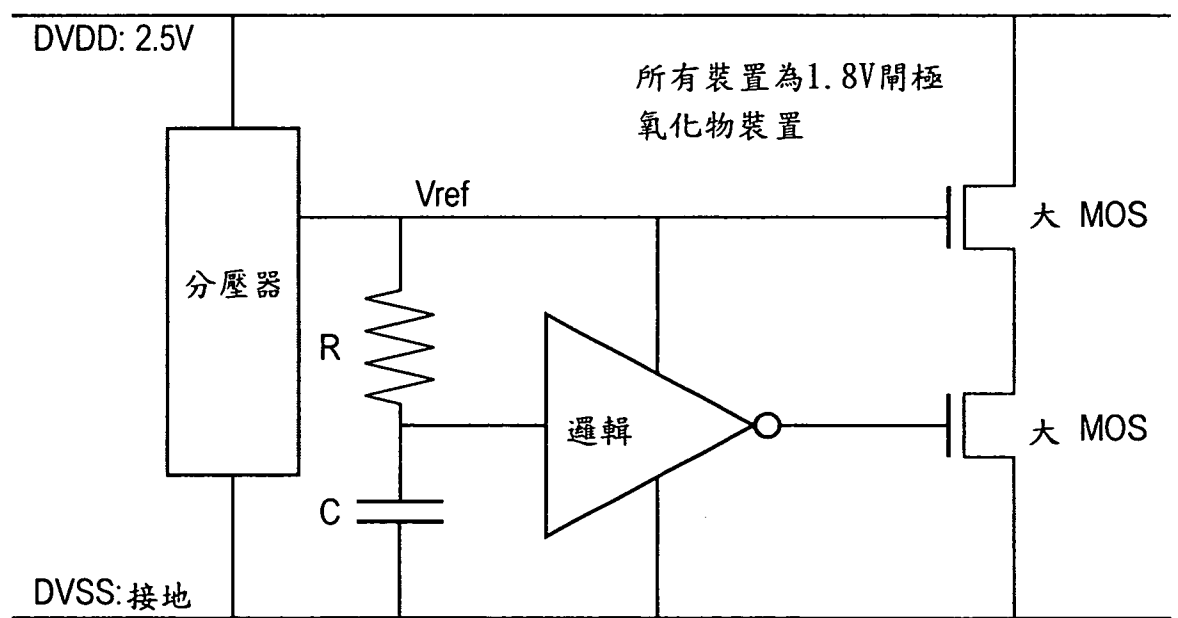 DVDD: 2.5V
所有裝置為1.8V閘極
氧化物裝置
Vref
大 MOS
分壓器
R
邏輯
大 MOS
C
DVSS:接地